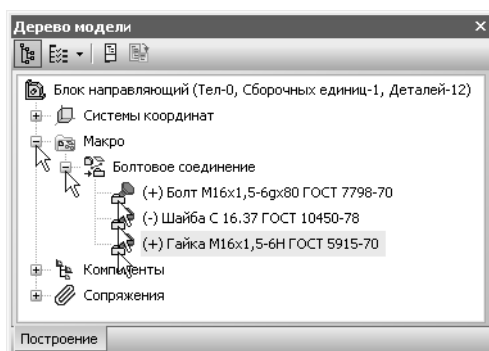 Дерево модели
Блок направляющий (Тел-0, Сборочных единиц-1, Деталей-12)
Системы координат
Макро
Болтовое соединение
(+) Болт М16х1,5-6gх80 ГОСТ 7798-70
(-) Шайба С 16.37 ГОСТ 10450-78
(+) Гайка М16х1,5-6Н ГОСТ 5915-70
Компоненты
Сопряжения
Построение